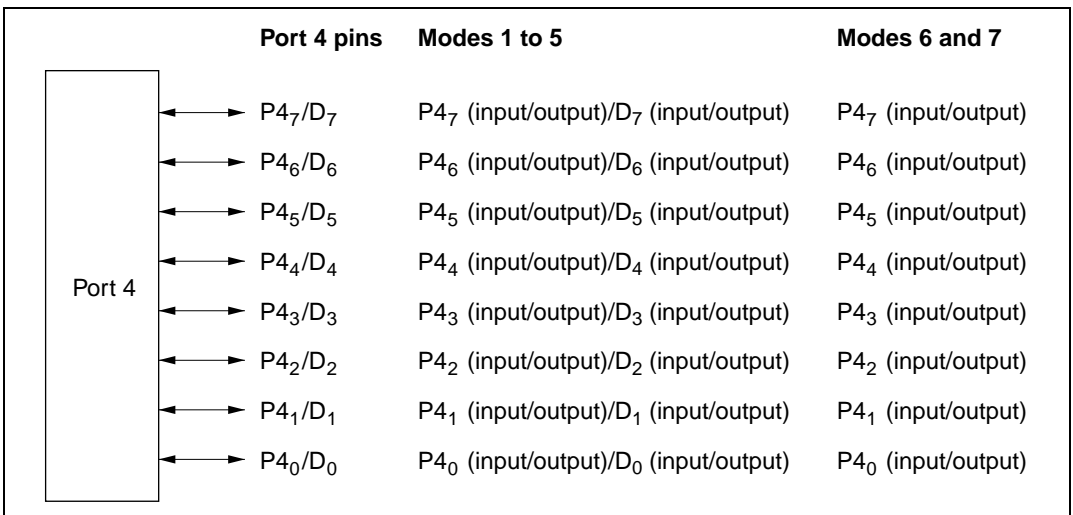 Port 4 pins Modes 1 to 5 Modes 6 and 7
P4₇/D₇ P4₇ (input/output)/D₇ (input/output) P4₇ (input/output)
P4₆/D₆ P4₆ (input/output)/D₆ (input/output) P4₆ (input/output)
P4₅/D₅ P4₅ (input/output)/D₅ (input/output) P4₅ (input/output)
P4₄/D₄ P4₄ (input/output)/D₄ (input/output) P4₄ (input/output)
Port 4
P4₃/D₃ P4₃ (input/output)/D₃ (input/output) P4₃ (input/output)
P4₂/D₂ P4₂ (input/output)/D₂ (input/output) P4₂ (input/output)
P4₁/D₁ P4₁ (input/output)/D₁ (input/output) P4₁ (input/output)
P4₀/D₀ P4₀ (input/output)/D₀ (input/output) P4₀ (input/output)